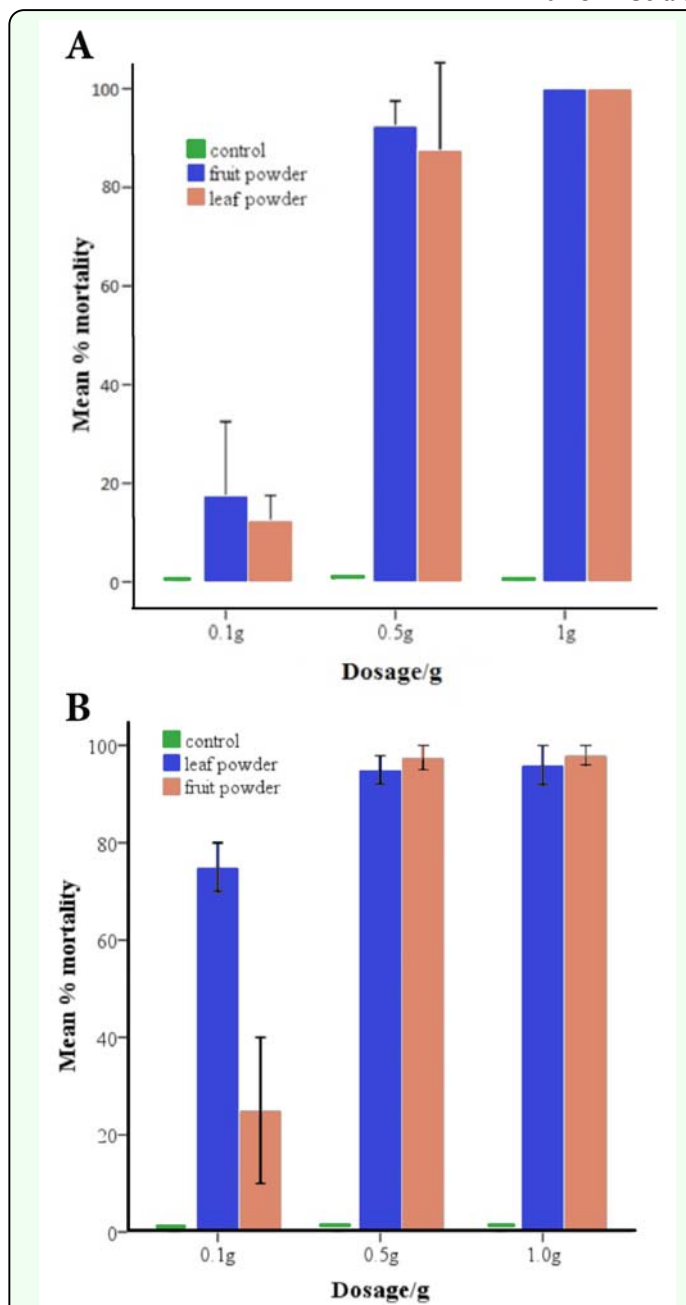 A
control
fruit powder
leaf powder
100
80
60
40
20
0
Mean % mortality
0.1g
0.5g
1g
Dosage/g
B
control
leaf powder
fruit powder
100
80
60
40
20
0
Mean % mortality
0.1g
0.5g
1.0g
Dosage/g